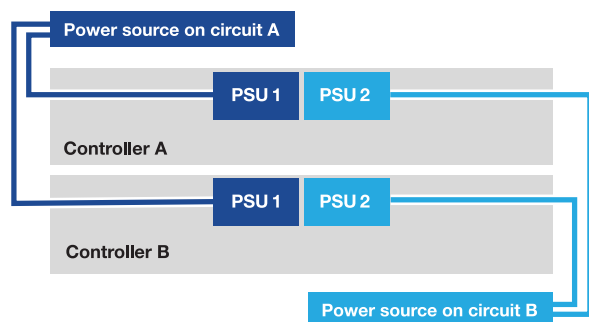 Power source on circuit A
PSU 1 PSU 2
Controller A
PSU 1 PSU 2
Controller B
Power source on circuit B